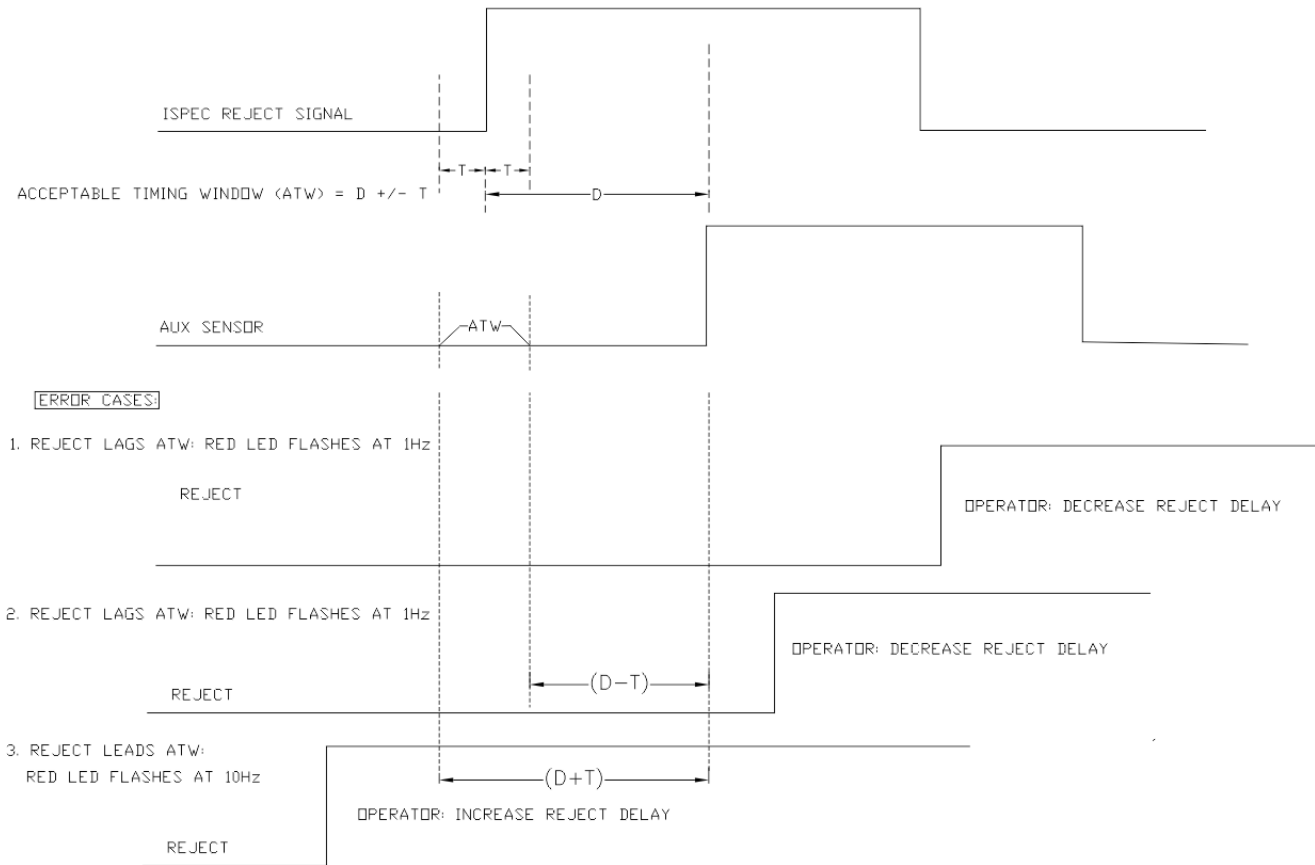 ISPEC REJECT SIGNAL
T T
ACCEPTABLE TIMING WINDOW (ATW) = D +/- T
D
AUX SENSOR
ATW
ERROR CASES:
1. REJECT LAGS ATW: RED LED FLASHES AT 1Hz
REJECT
OPERATOR: DECREASE REJECT DELAY
2. REJECT LAGS ATW: RED LED FLASHES AT 1Hz
OPERATOR: DECREASE REJECT DELAY
(D-T)
REJECT
3. REJECT LEADS ATW:
RED LED FLASHES AT 10Hz
(D+T)
OPERATOR: INCREASE REJECT DELAY
REJECT